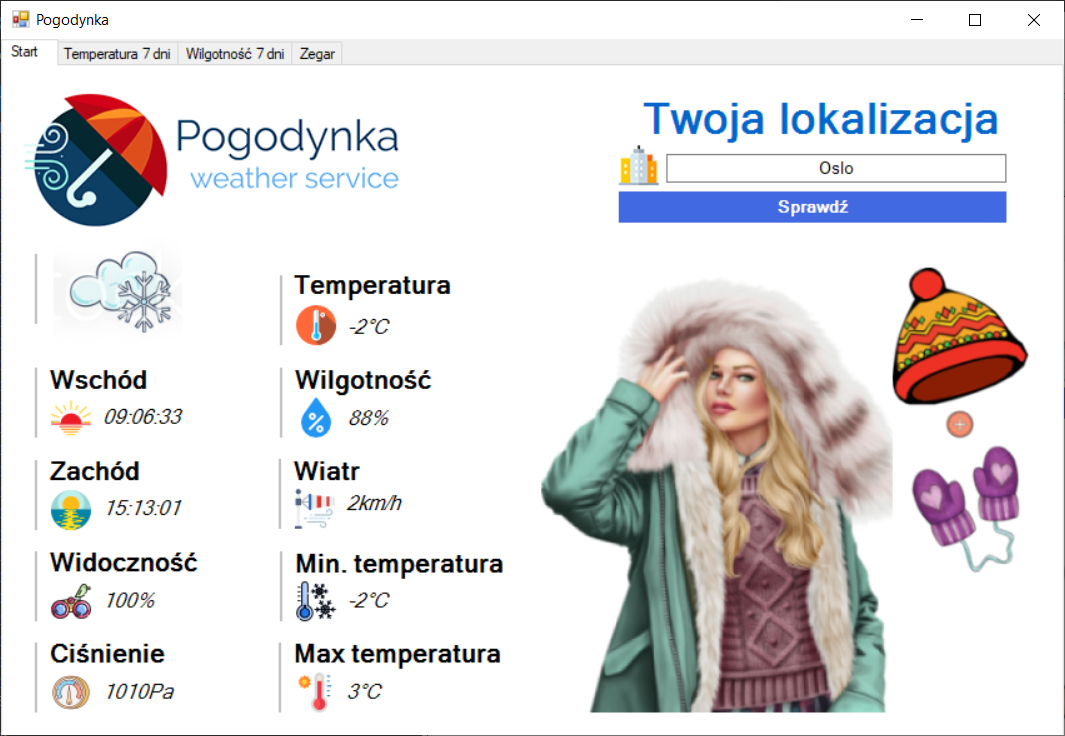 Pogodynka
Start
Temperatura 7 dni
Wilgotność 7 dni
Zegar
Pogodynka
weather service
Twoja lokalizacja
Oslo
Sprawdź
Temperatura
-2°C
Wschód
09:06:33
Wilgotność
88%
Zachód
15:13:01
Wiatr
2km/h
Widoczność
100%
Min. temperatura
-2°C
Ciśnienie
1010Pa
Max temperatura
3°C